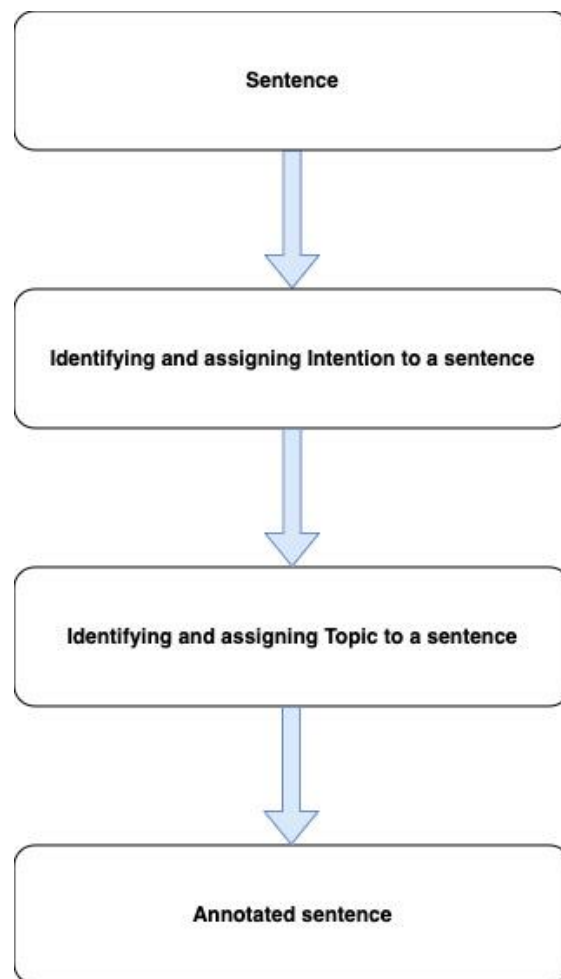 Sentence
Identifying and assigning Intention to a sentence
Identifying and assigning Topic to a sentence
Annotated sentence